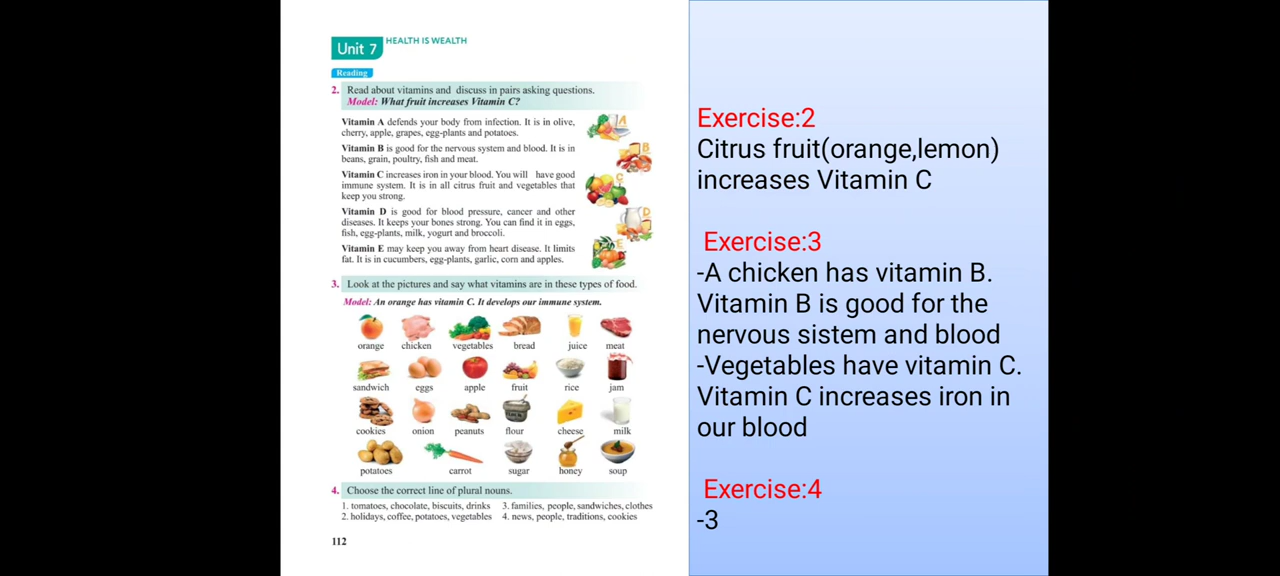 Unit 7
HEALTH IS WEALTH
Reading
2. Read about vitamins and discuss in pairs asking questions.
Model: What fruit increases Vitamin C?
Vitamin A defends your body from infection. It is in olive,
cherry, apple, grapes, egg-plants and potatoes.
A
Vitamin B is good for the nervous system and blood. It is in
beans, grain, poultry, fish and meat.
B
Vitamin C increases iron in your blood. You will have good
immune system. It is in all citrus fruit and vegetables that
keep you strong.
C
Vitamin D is good for blood pressure, cancer and other
diseases. It keeps your bones strong. You can find it in eggs,
fish, egg-plants, milk, yogurt and broccoli.
D
Vitamin E may keep you away from heart disease. It limits
fat. It is in cucumbers, egg-plants, garlic, corn and apples.
E
3. Look at the pictures and say what vitamins are in these types of food.
Model: An orange has vitamin C. It develops our immune system.
orange chicken vegetables bread juice meat
sandwich eggs apple fruit rice jam
cookies onion peanuts flour cheese milk
potatoes carrot sugar honey soup
4. Choose the correct line of plural nouns.
1. tomatoes, chocolate, biscuits, drinks 3. families, people, sandwiches, clothes
2. holidays, coffee, potatoes, vegetables 4. news, people, traditions, cookies
112
Exercise:2
Citrus fruit(orange,lemon)
increases Vitamin C
Exercise:3
-A chicken has vitamin B.
Vitamin B is good for the
nervous sistem and blood
-Vegetables have vitamin C.
Vitamin C increases iron in
our blood
Exercise:4
-3